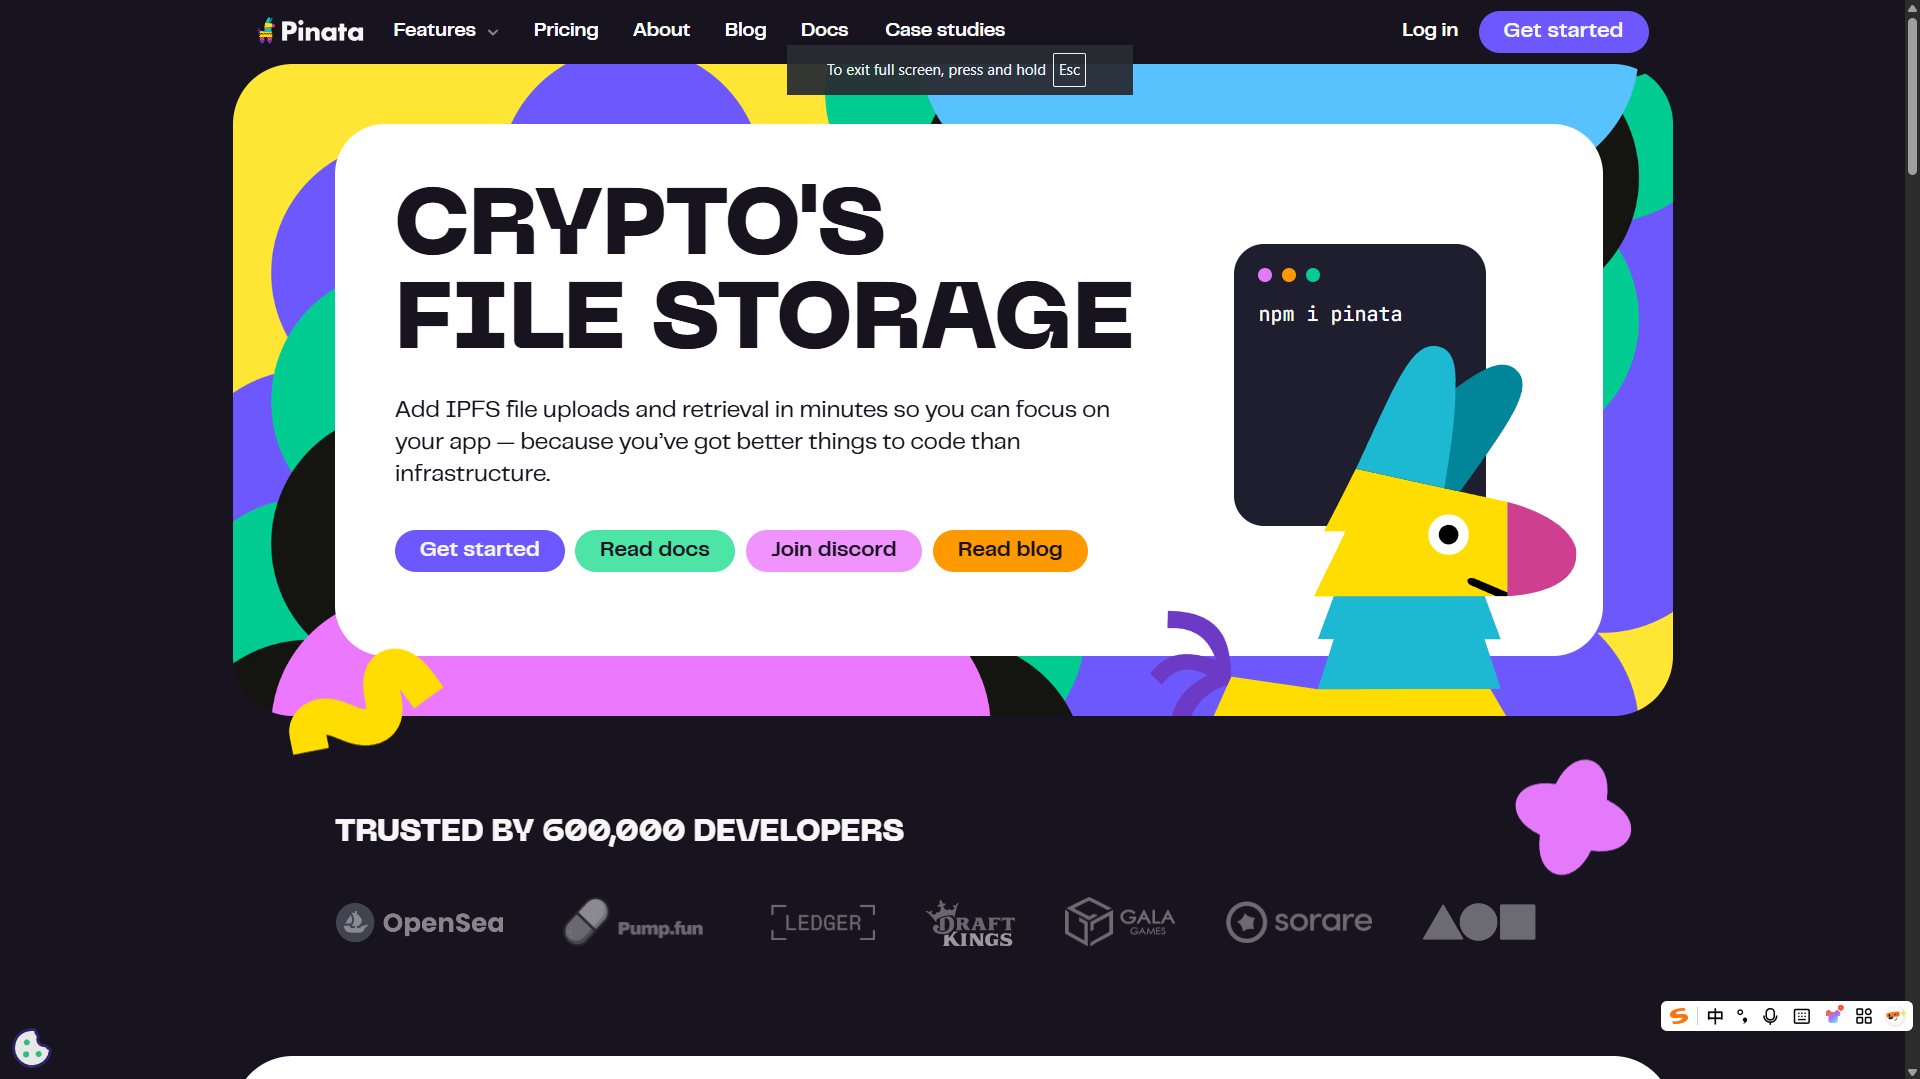 Pinata
Features
Pricing
About
Blog
Docs
Case studies
Log in
Get started
To exit full screen, press and hold Esc
CRYPTO'S
FILE STORAGE
Add IPFS file uploads and retrieval in minutes so you can focus on
your app — because you’ve got better things to code than
infrastructure.
Get started
Read docs
Join discord
Read blog
npm i pinata
TRUSTED BY 600,000 DEVELOPERS
OpenSea
Pump.fun
LEDGER
DRAFT
KINGS
GALA
GAMES
sorare
中